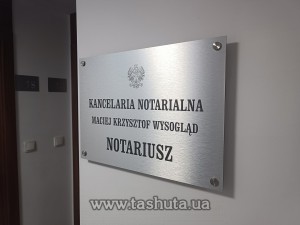 KANCELARIA NOTARIALNA
MACIEJ KRZYSZTOF WYSOGLĄD
NOTARIUSZ
www.tashuta.ua